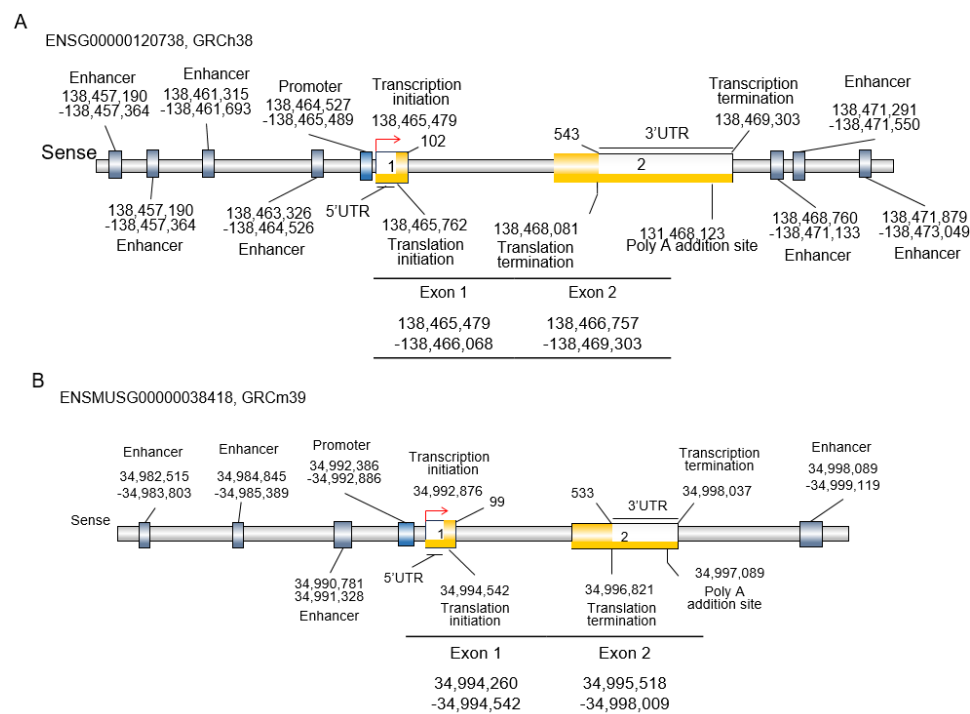 A
ENSG00000120738, GRCh38
Enhancer
138,457,190
-138,457,364
Enhancer
138,461,315
-138,461,693
Promoter
138,464,527
-138,465,489
Transcription
initiation
138,465,479
102
543
3'UTR
Transcription
termination
138,469,303
Enhancer
138,471,291
-138,471,550
Sense
1
2
138,457,190
-138,457,364
Enhancer
138,463,326
-138,464,526
Enhancer
5'UTR
138,465,762
Translation
initiation
138,468,081
Translation
termination
131,468,123
Poly A addition site
138,468,760
-138,471,133
Enhancer
138,471,879
-138,473,049
Enhancer
Exon 1 Exon 2
138,465,479 138,466,757
-138,466,068 -138,469,303
B
ENSMUSG00000038418, GRCm39
Enhancer
34,982,515
-34,983,803
Enhancer
34,984,845
-34,985,389
Promoter
34,992,386
-34,992,886
Transcription
initiation
34,992,876
99
533
3'UTR
Transcription
termination
34,998,037
Enhancer
34,998,089
-34,999,119
Sense
1
2
34,990,781
34,991,328
Enhancer
5'UTR
34,994,542
Translation
initiation
34,996,821
Translation
termination
34,997,089
Poly A
addition site
Exon 1 Exon 2
34,994,260 34,995,518
-34,994,542 -34,998,009